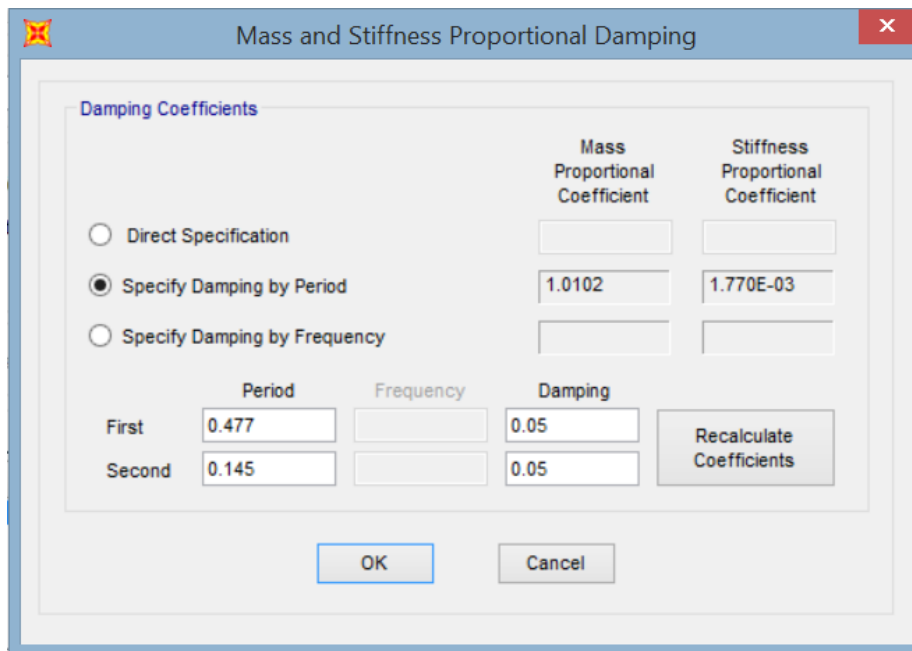 Mass and Stiffness Proportional Damping
Damping Coefficients
Mass Proportional Coefficient
Stiffness Proportional Coefficient
Direct Specification
Specify Damping by Period
1.0102
1.770E-03
Specify Damping by Frequency
Period
Frequency
Damping
First
0.477
0.05
Second
0.145
0.05
Recalculate
Coefficients
OK
Cancel